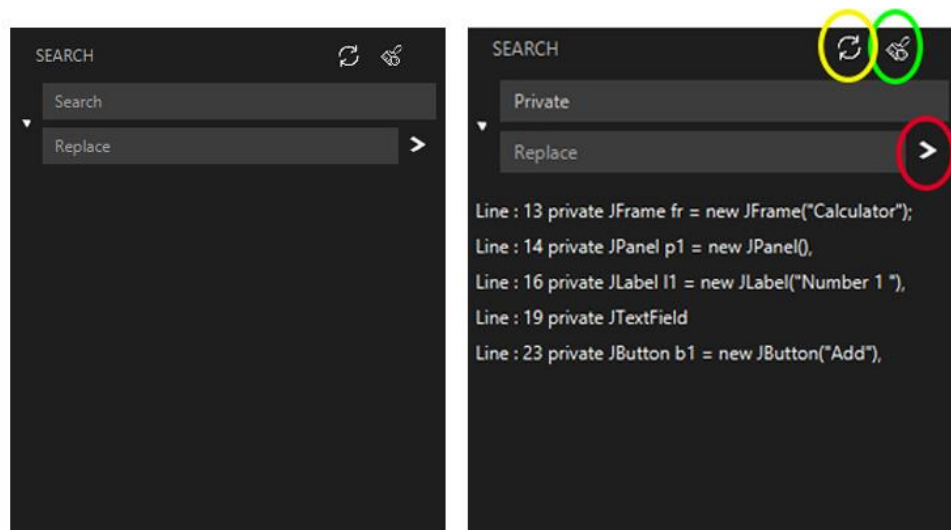 SEARCH
Search
Replace
SEARCH
Private
Replace
Line : 13 private JFrame fr = new JFrame("Calculator");
Line : 14 private JPanel p1 = new JPanel(),
Line : 16 private JLabel l1 = new JLabel("Number 1 "),
Line : 19 private JTextField
Line : 23 private JButton b1 = new JButton("Add"),